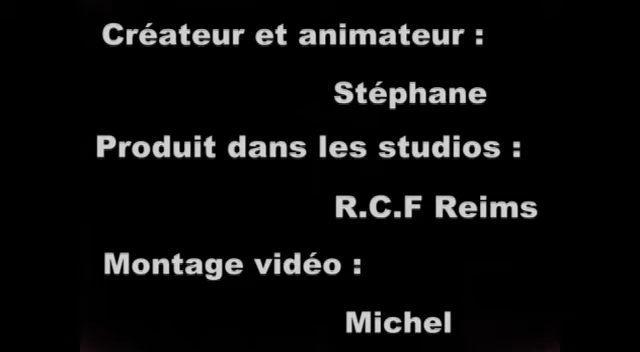 Créateur et animateur :
Stéphane
Produit dans les studios :
R.C.F Reims
Montage vidéo :
Michel